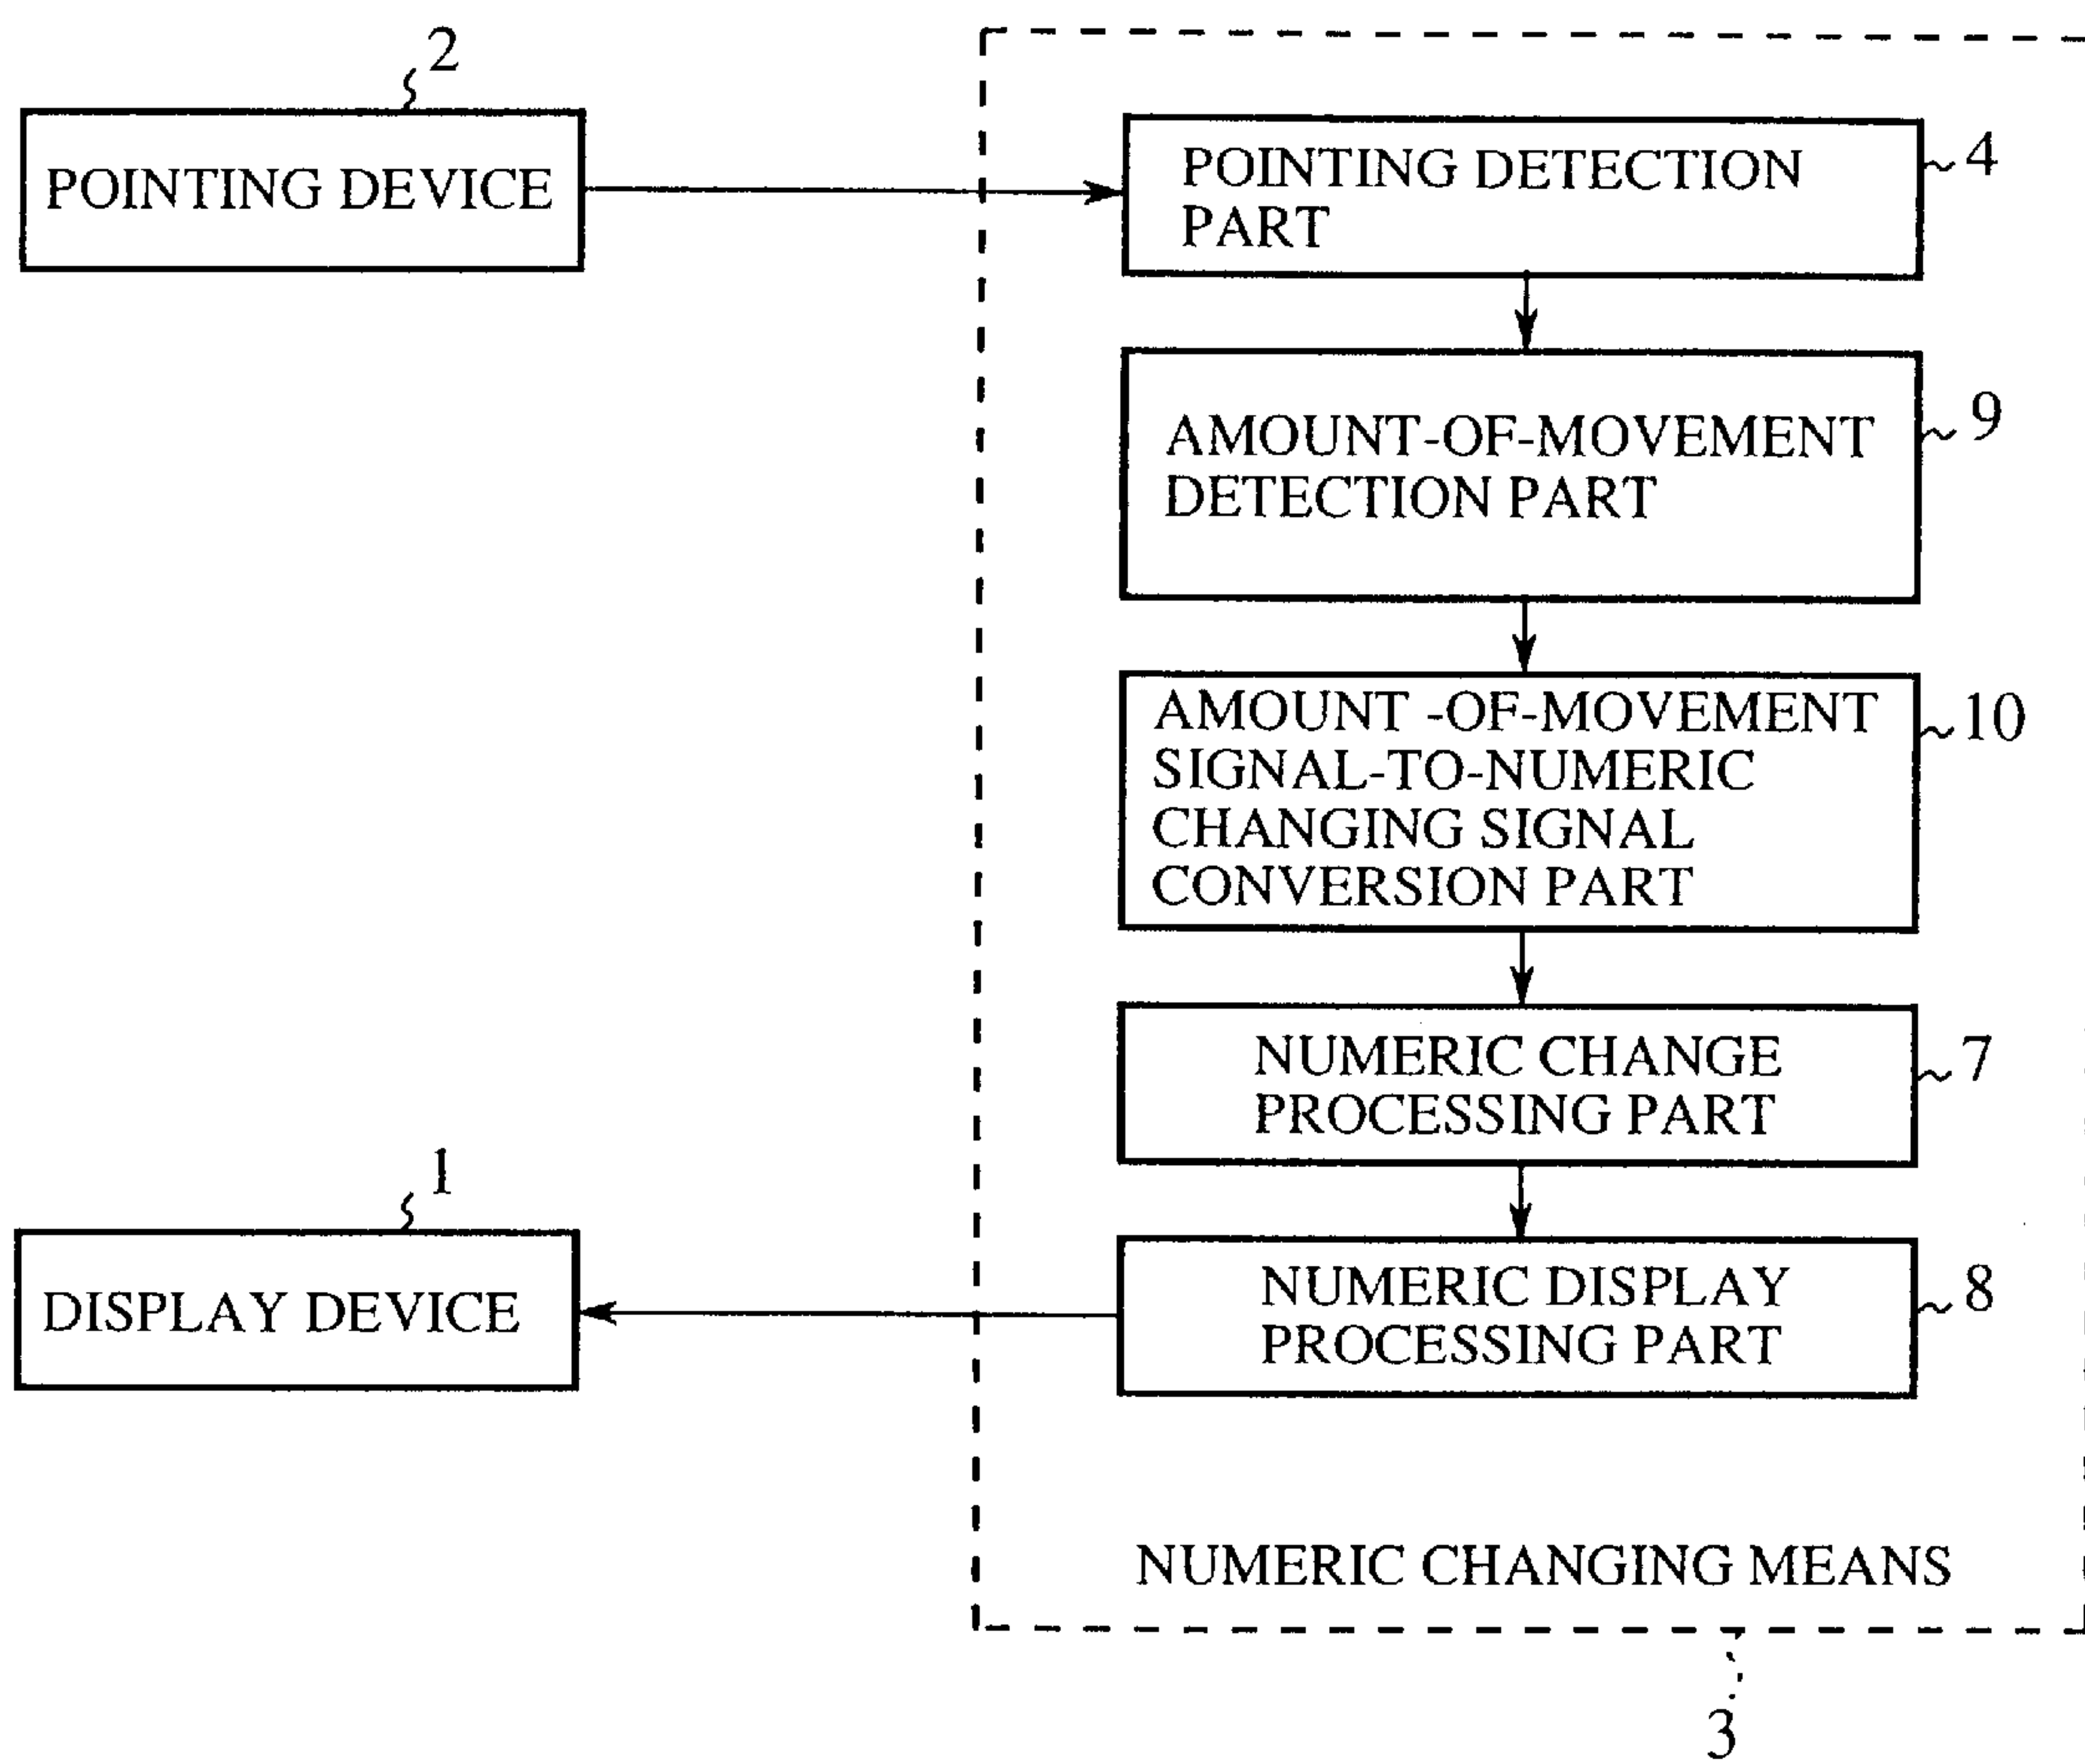 2
POINTING DEVICE
POINTING DETECTION
PART
4
AMOUNT-OF-MOVEMENT
DETECTION PART
9
AMOUNT -OF-MOVEMENT
SIGNAL-TO-NUMERIC
CHANGING SIGNAL
CONVERSION PART
10
NUMERIC CHANGE
PROCESSING PART
7
1
DISPLAY DEVICE
NUMERIC DISPLAY
PROCESSING PART
8
NUMERIC CHANGING MEANS
3